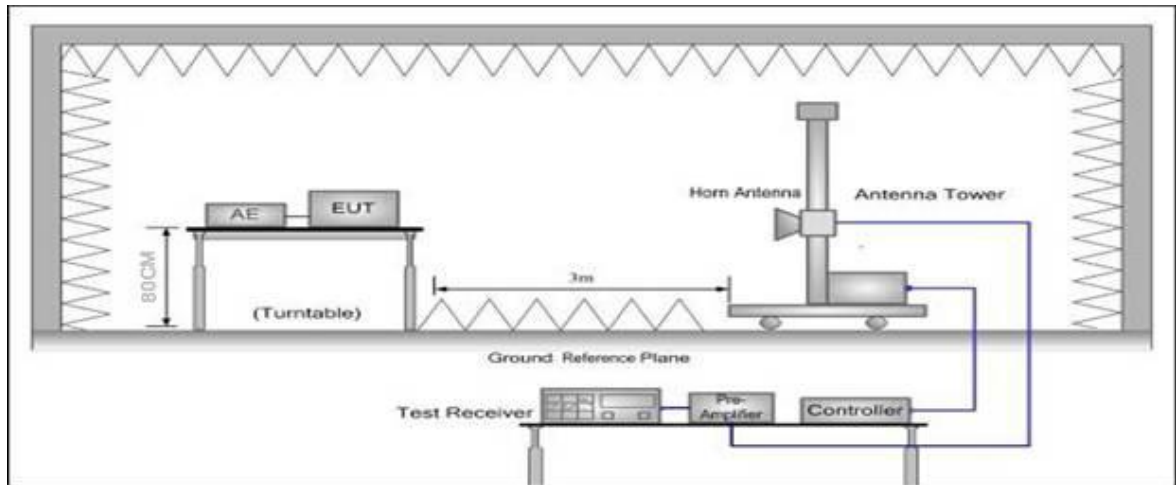 Horn Antenna
Antenna Tower
AE
EUT
80CM
3m
(Turntable)
Ground Reference Plane
Test Receiver
Pre-
Amplifier
Controller